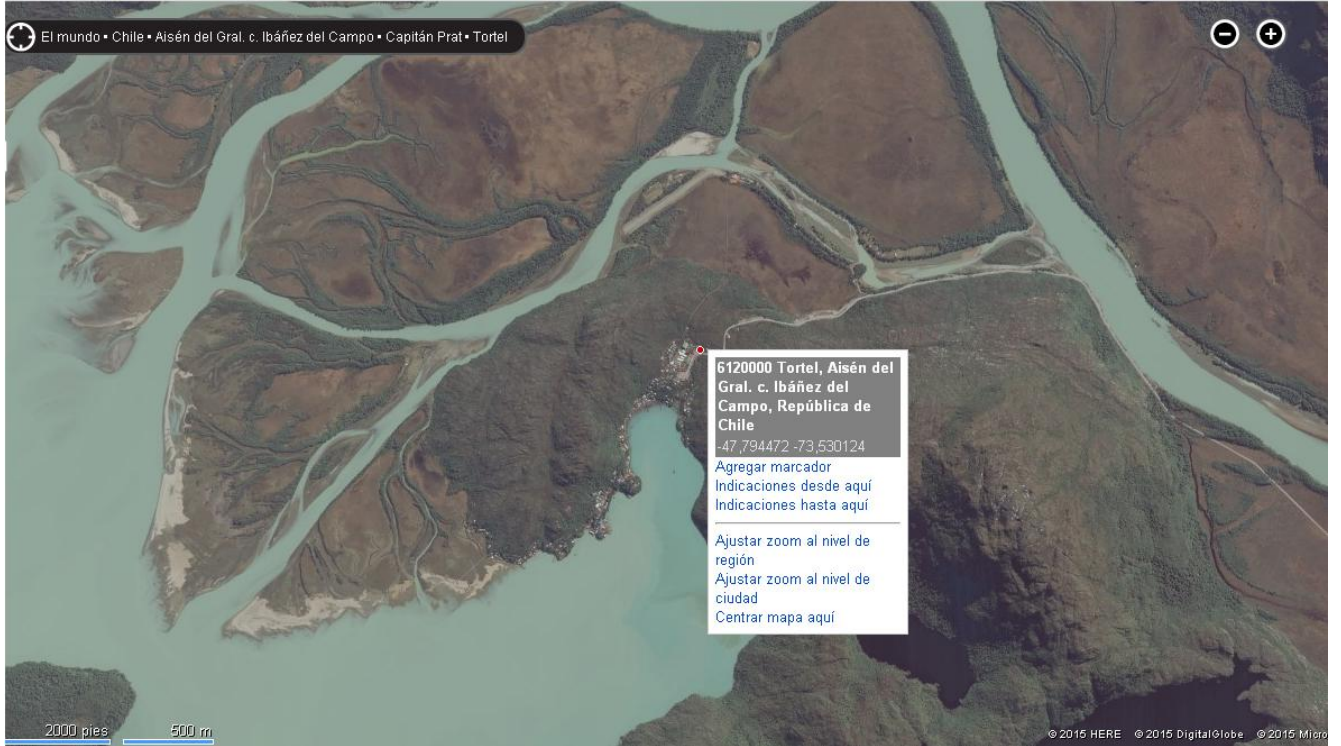 El mundo ▪ Chile ▪ Aisén del Gral. c. Ibáñez del Campo ▪ Capitán Prat ▪ Tortel
6120000 Tortel, Aisén del
Gral. c. Ibáñez del
Campo, República de
Chile
-47,794472 -73,530124
Agregar marcador
Indicaciones desde aquí
Indicaciones hasta aquí
Ajustar zoom al nivel de
región
Ajustar zoom al nivel de
ciudad
Centrar mapa aquí
2000 pies 500 m
© 2015 HERE © 2015 DigitalGlobe © 2015 Micro